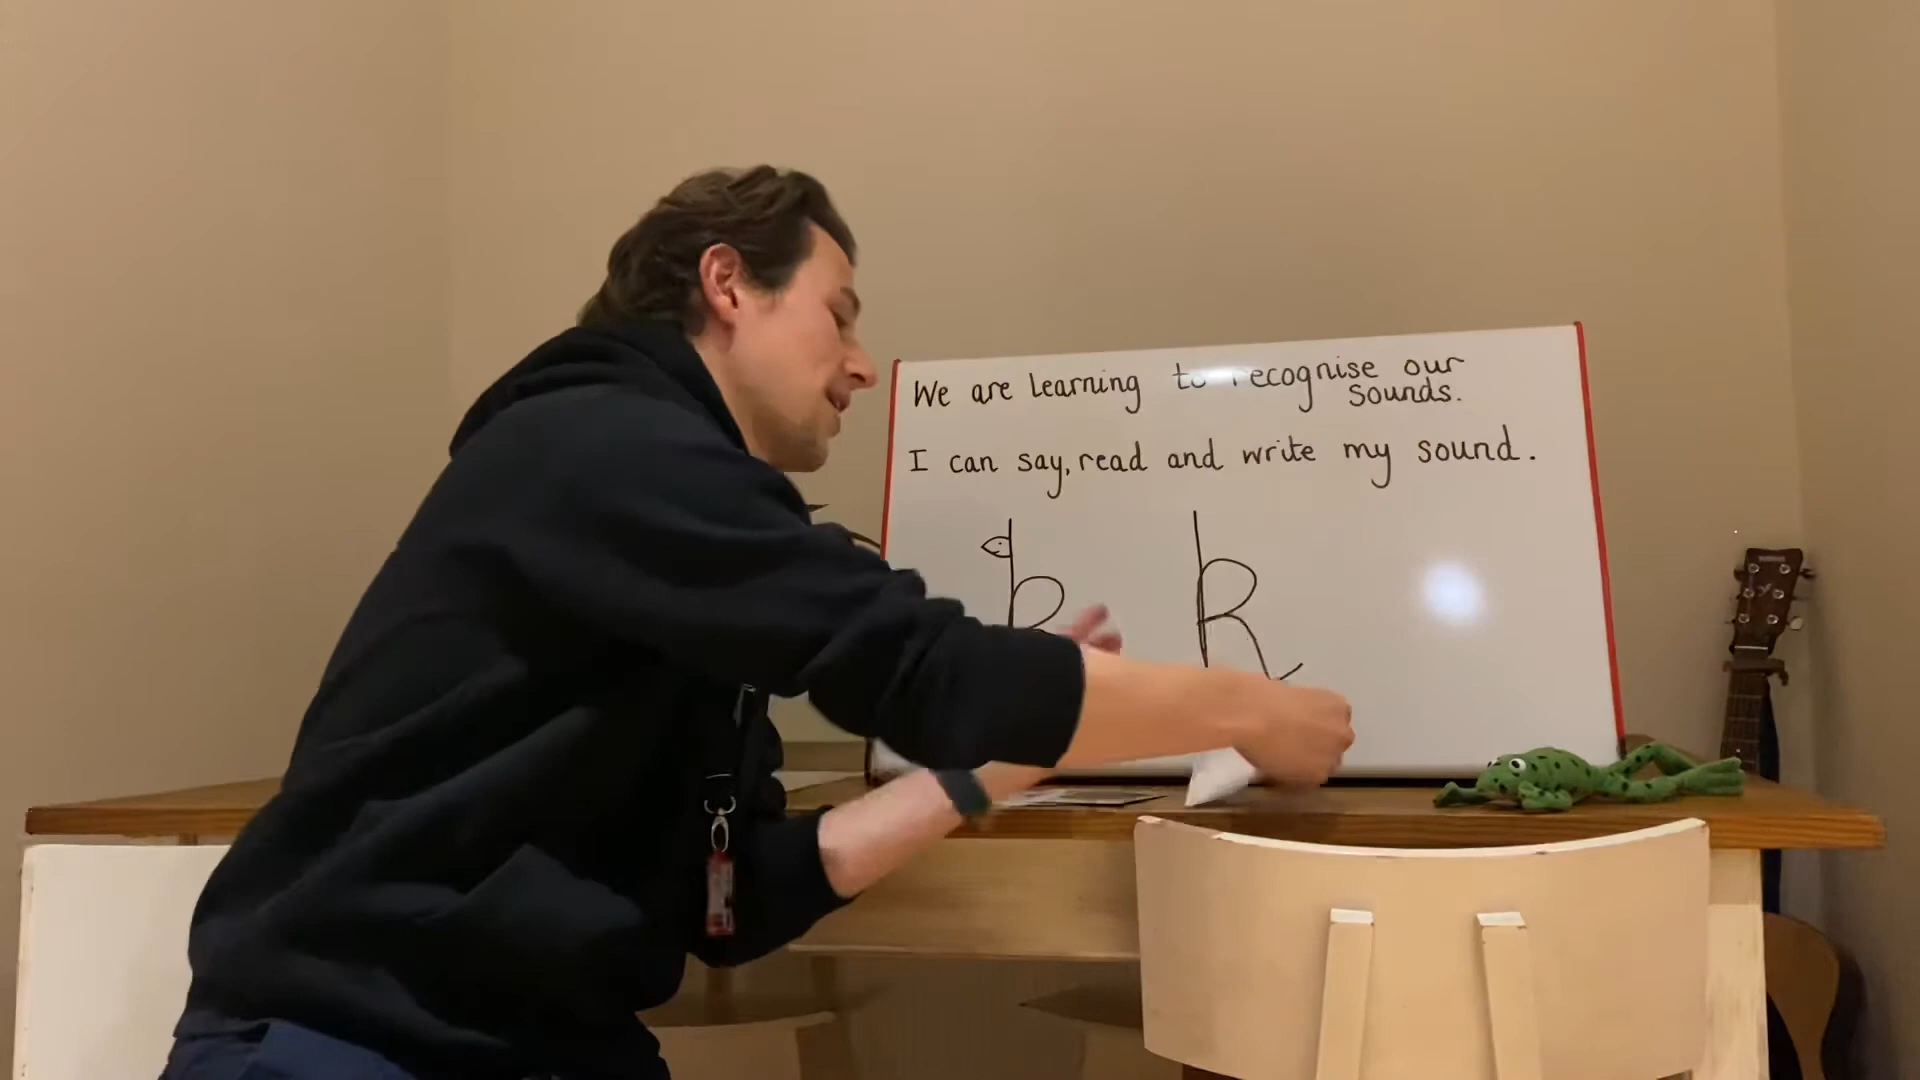 We are learning to recognise our
sounds.
I can say, read and write my sound.
k k